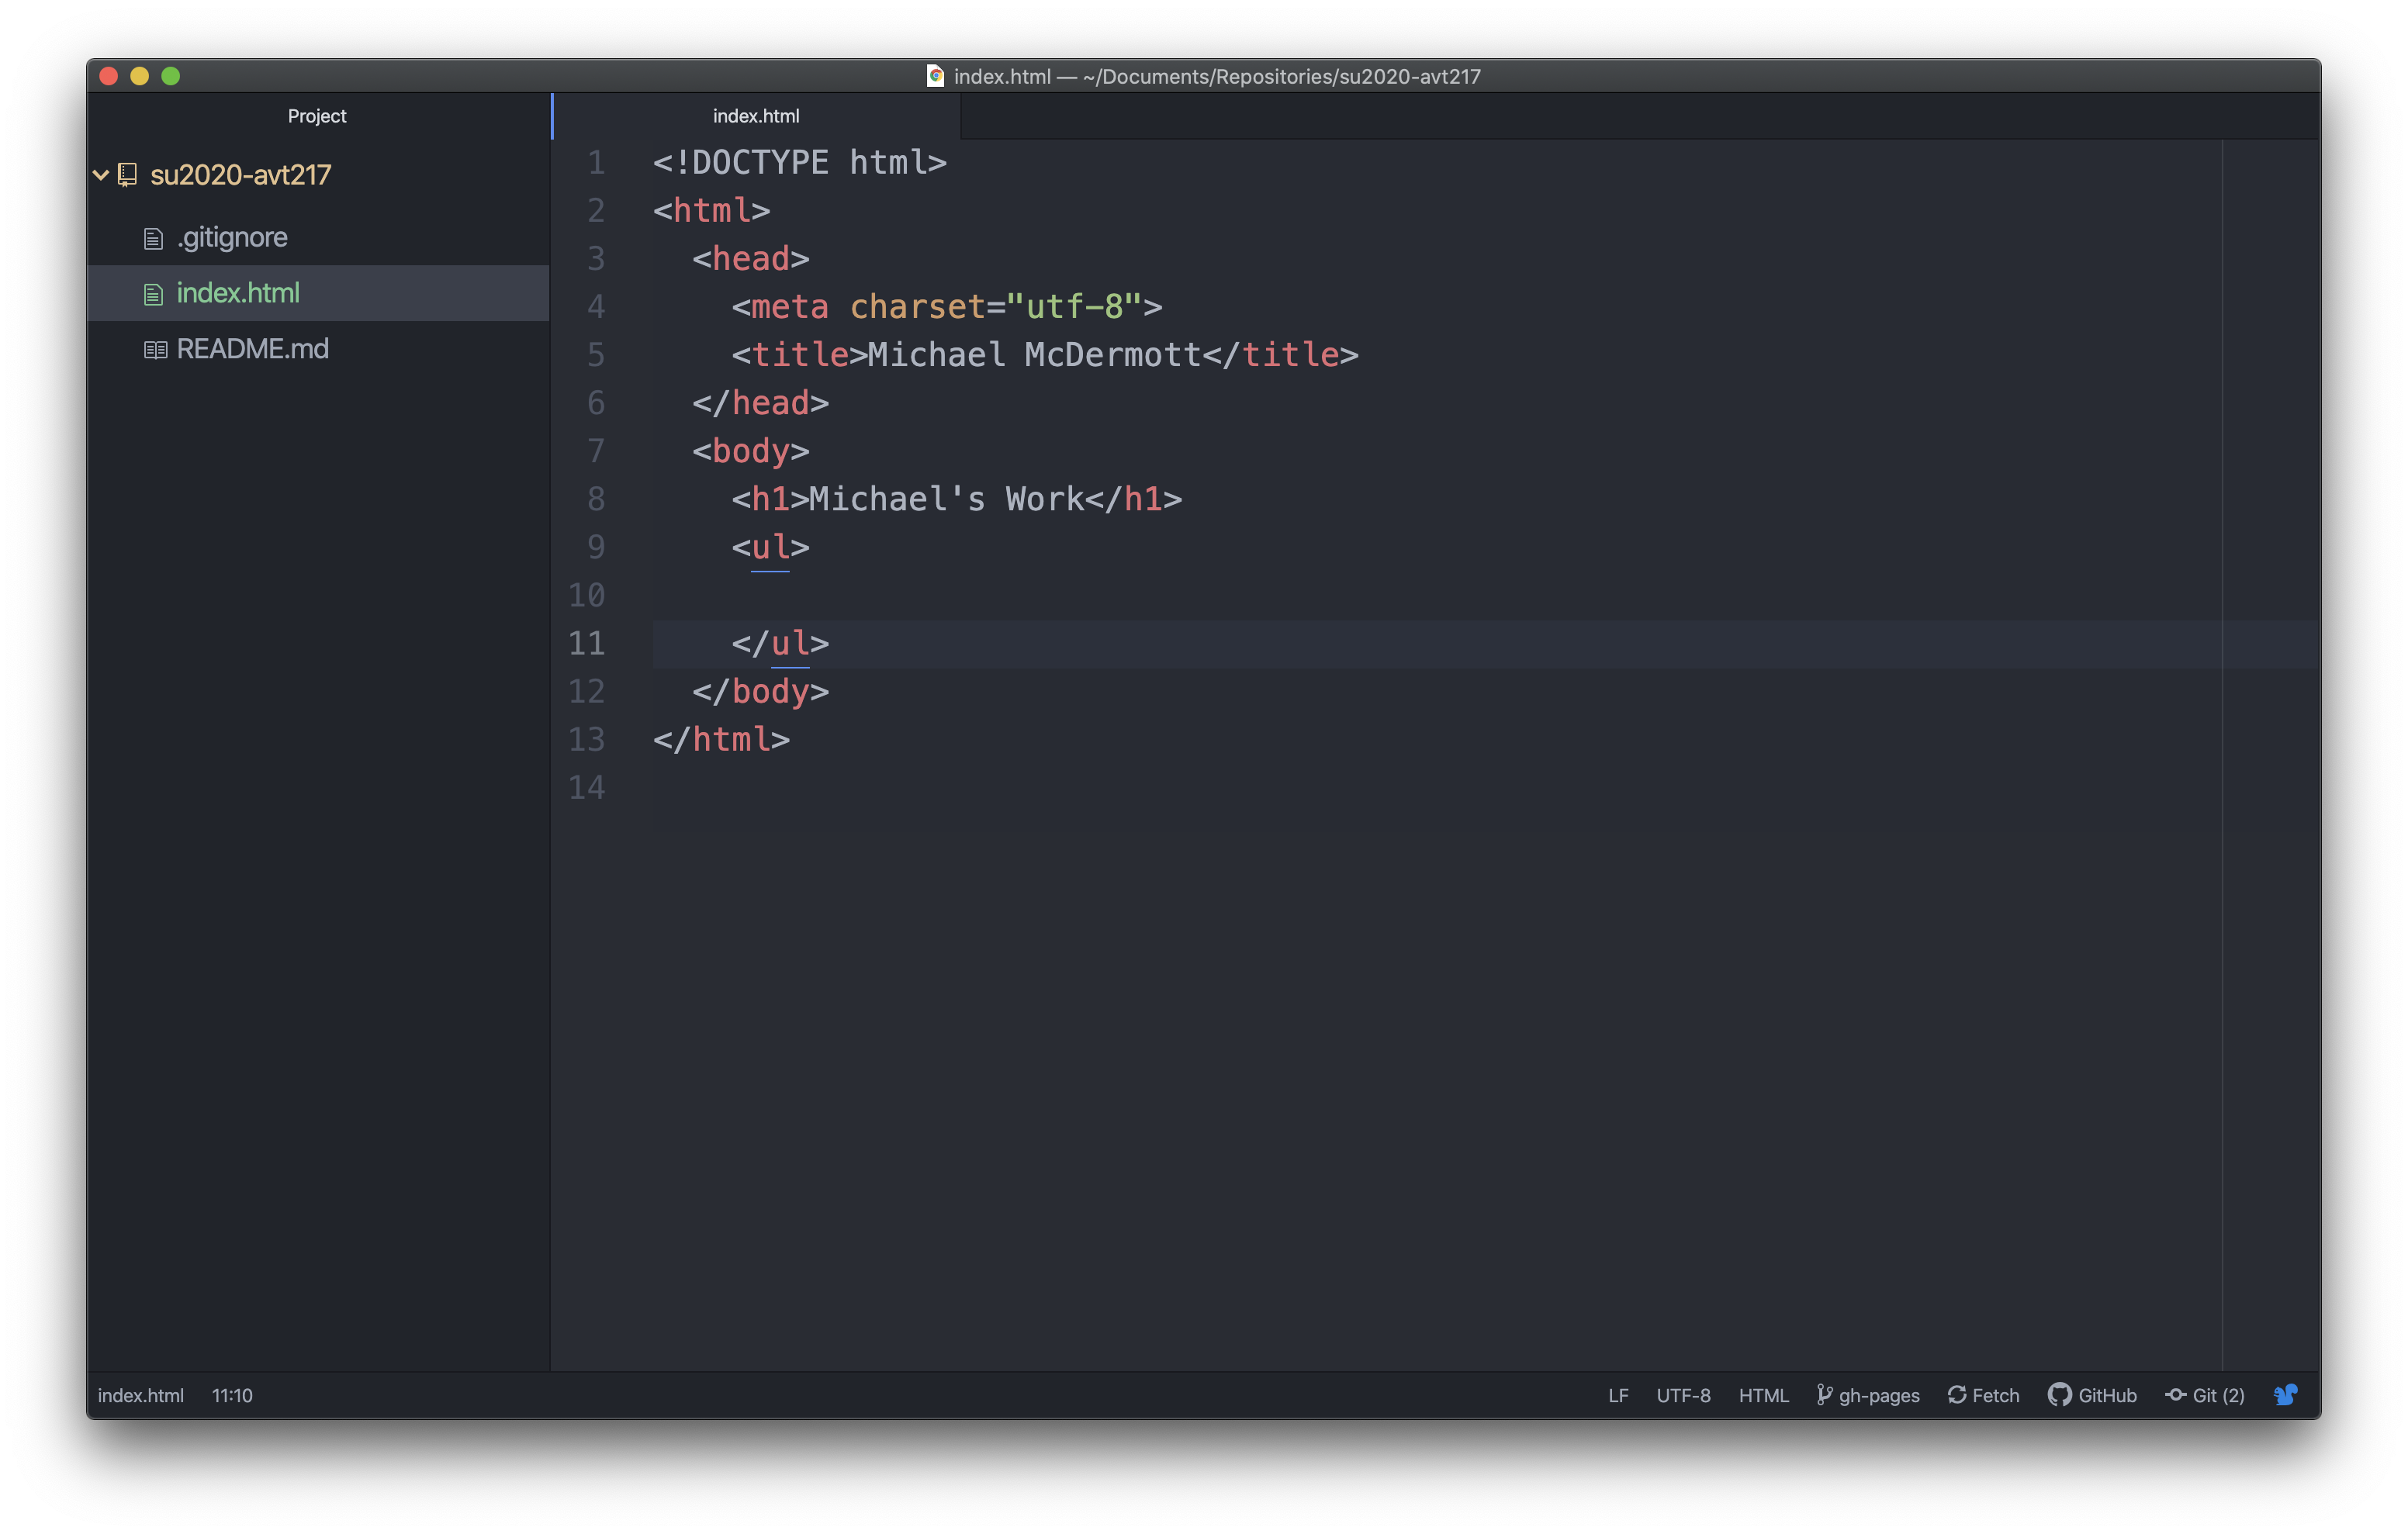 index.html — ~/Documents/Repositories/su2020-avt217
Project
su2020-avt217
.gitignore
index.html
README.md
index.html
1 <!DOCTYPE html>
2 <html>
3   <head>
4     <meta charset="utf-8">
5     <title>Michael McDermott</title>
6   </head>
7   <body>
8     <h1>Michael's Work</h1>
9     <ul>
10
11     </ul>
12   </body>
13 </html>
14
index.html 11:10 LF UTF-8 HTML gh-pages Fetch GitHub Git (2)